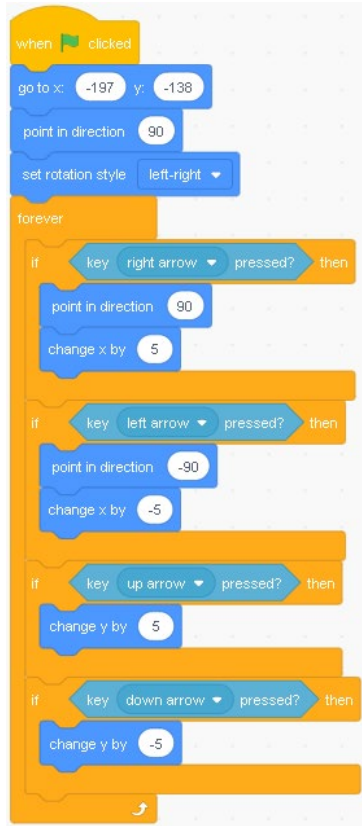 when clicked
go to x: -197 y: -138
point in direction 90
set rotation style left-right
forever
if key right arrow pressed? then
point in direction 90
change x by 5
if key left arrow pressed? then
point in direction -90
change x by -5
if key up arrow pressed? then
change y by 5
if key down arrow pressed? then
change y by -5